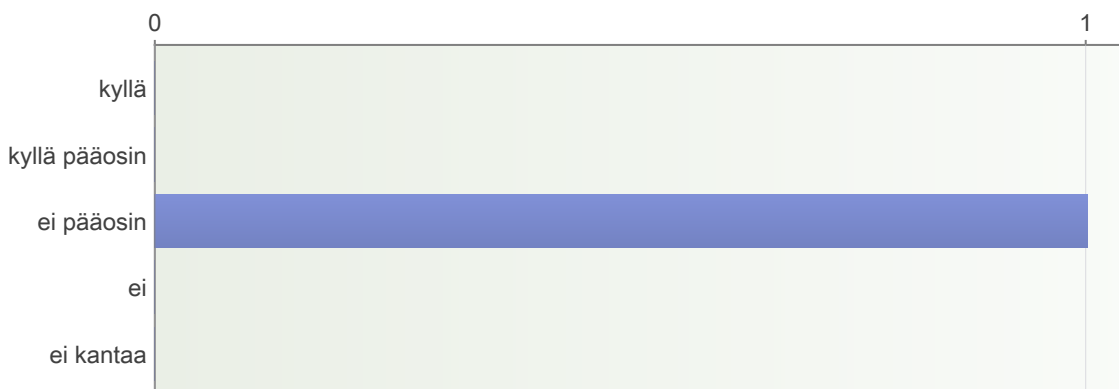 0 1
kyllä
kyllä pääosin
ei pääosin
ei
ei kantaa